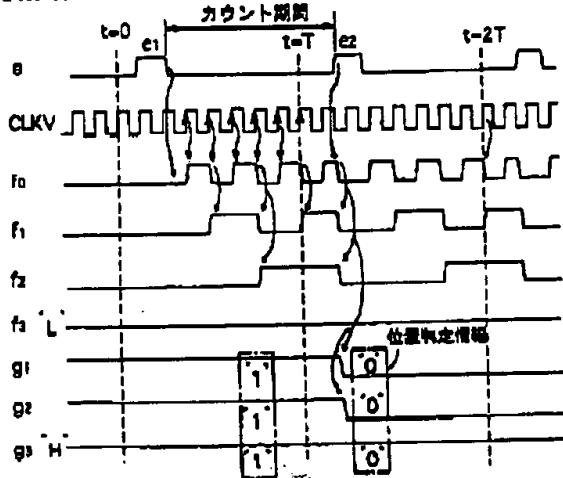 カウント期間
t=0 e1 t=T e2 t=2T
e
CLKV
f0
f1
f2
f3 "L"
位置判定情報
g1 "1" "0"
g2 "1" "0"
g3 "H" "1" "0"